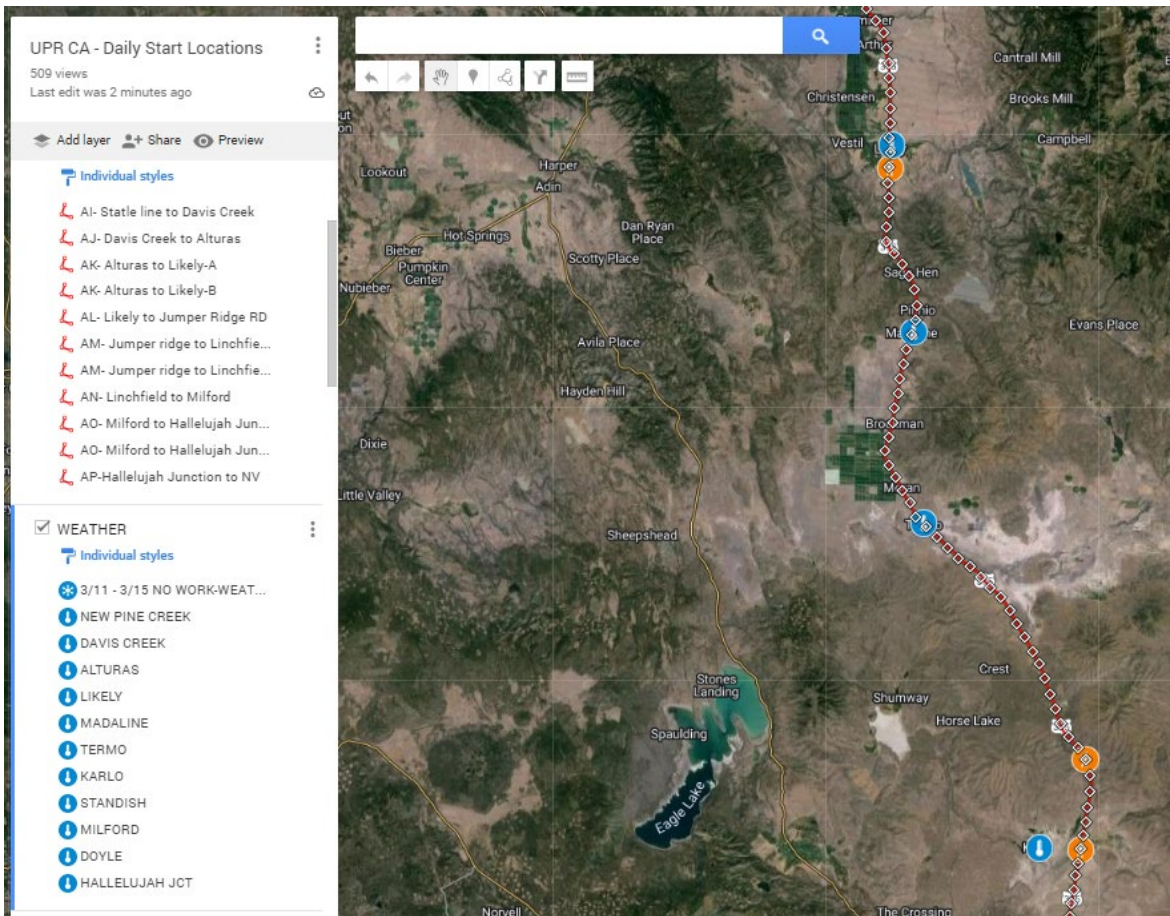 UPR CA - Daily Start Locations
509 views
Last edit was 2 minutes ago
Add layer
Share
Preview
Individual styles
AI- Statle line to Davis Creek
AJ- Davis Creek to Alturas
AK- Alturas to Likely-A
AK- Alturas to Likely-B
AL- Likely to Jumper Ridge RD
AM- Jumper ridge to Linchfie...
AM- Jumper ridge to Linchfie...
AN- Linchfield to Milford
AO- Milford to Hallelujah Jun...
AO- Milford to Hallelujah Jun...
AP-Hallelujah Junction to NV
WEATHER
Individual styles
3/11 - 3/15 NO WORK-WEAT...
NEW PINE CREEK
DAVIS CREEK
ALTURAS
LIKELY
MADALINE
TERMO
KARLO
STANDISH
MILFORD
DOYLE
HALLELUJAH JCT
Cantrall Mill
Christensen
Brooks Mill
Vestil
Campbell
Lookout
Harper
Adin
Dan Ryan
Place
Hot Springs
Bieber
Scotty Place
Pumpkin
Center
Nubieber
Evans Place
Avila Place
Hayden Hill
Dixie
Little Valley
Sheepshead
Crest
Stones
Landing
Shumway
Horse Lake
Spaulding
Eagle Lake
Norvell
The Crossing